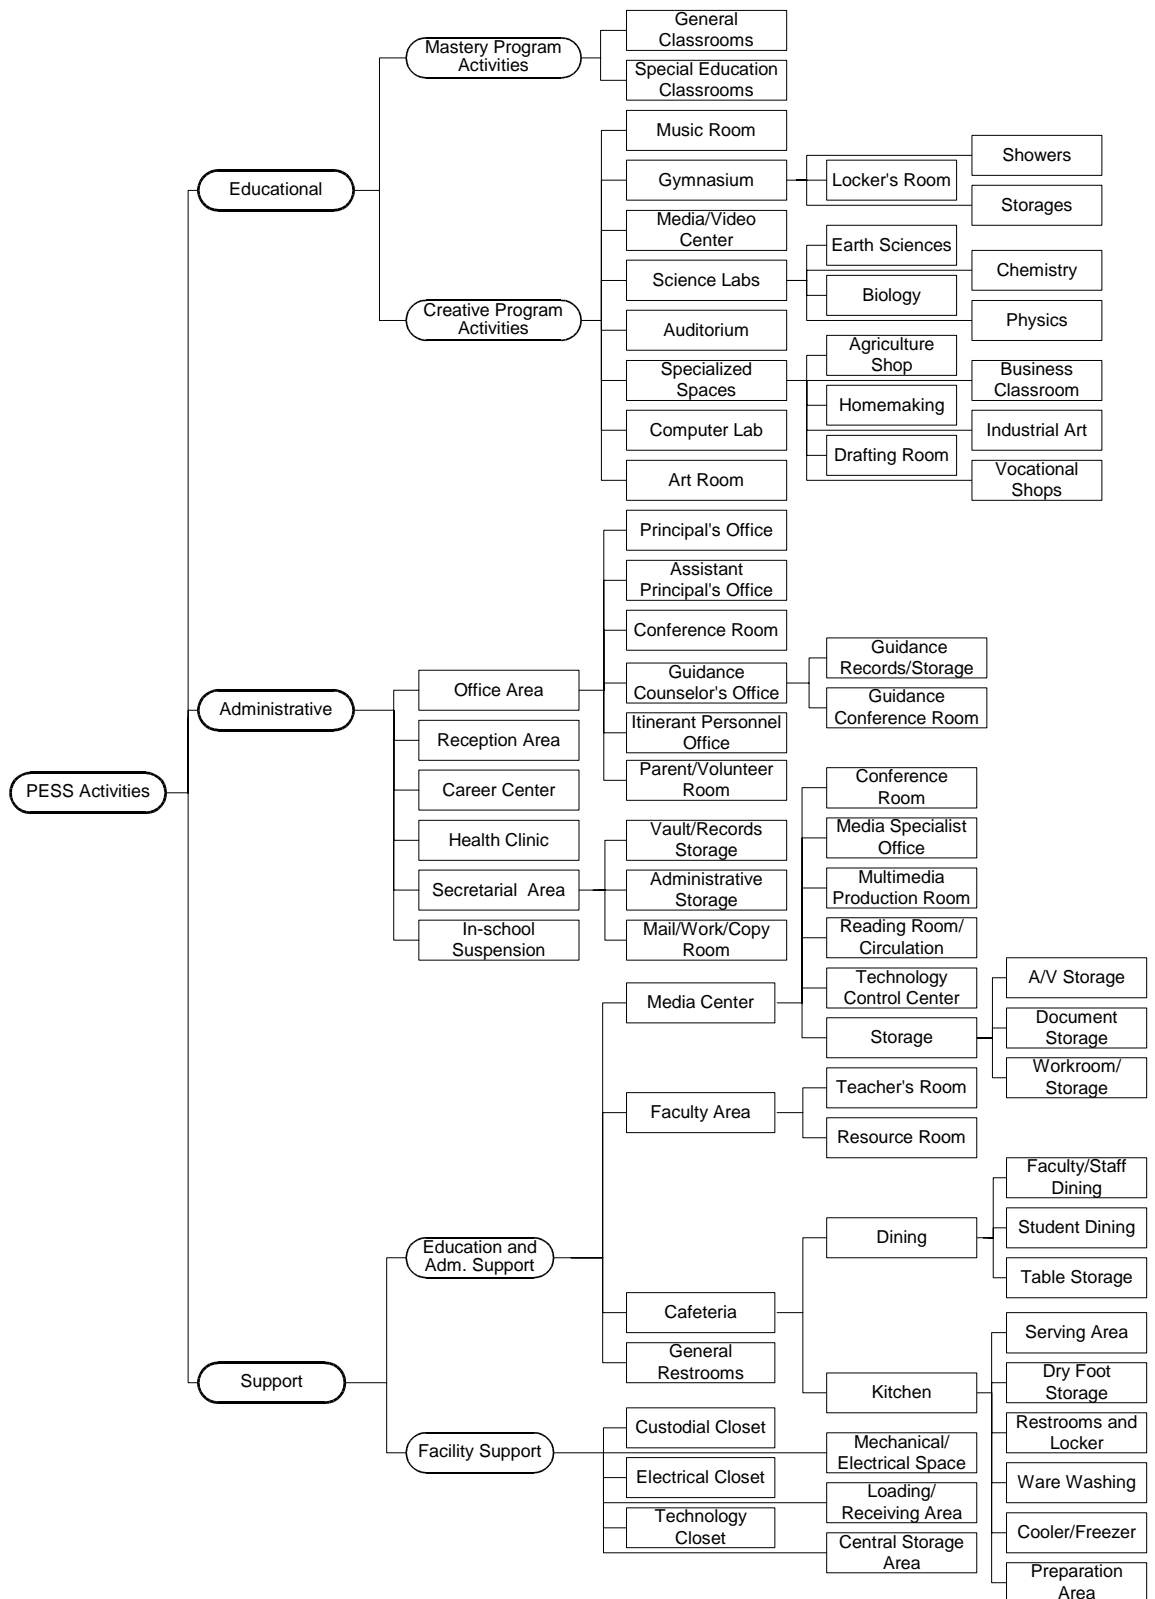 PESS Activities
Educational
Mastery Program
Activities
General
Classrooms
Special Education
Classrooms
Creative Program
Activities
Music Room
Gymnasium
Showers
Locker's Room
Storages
Media/Video
Center
Science Labs
Earth Sciences
Chemistry
Biology
Physics
Auditorium
Specialized
Spaces
Agriculture
Shop
Business
Classroom
Homemaking
Industrial Art
Drafting Room
Vocational
Shops
Computer Lab
Art Room
Administrative
Office Area
Principal's Office
Assistant
Principal's Office
Conference Room
Guidance
Counselor's Office
Guidance
Records/Storage
Guidance
Conference Room
Itinerant Personnel
Office
Parent/Volunteer
Room
Reception Area
Career Center
Health Clinic
Secretarial Area
Vault/Records
Storage
Administrative
Storage
Mail/Work/Copy
Room
In-school
Suspension
Support
Education and
Adm. Support
Media Center
Conference
Room
Media Specialist
Office
Multimedia
Production Room
Reading Room/
Circulation
Technology
Control Center
Storage
A/V Storage
Document
Storage
Workroom/
Storage
Faculty Area
Teacher's Room
Resource Room
Cafeteria
Dining
Faculty/Staff
Dining
Student Dining
Table Storage
Kitchen
Serving Area
Dry Foot
Storage
Restrooms and
Locker
Ware Washing
Cooler/Freezer
Preparation
Area
General
Restrooms
Facility Support
Custodial Closet
Mechanical/
Electrical Space
Electrical Closet
Loading/
Receiving Area
Technology
Closet
Central Storage
Area